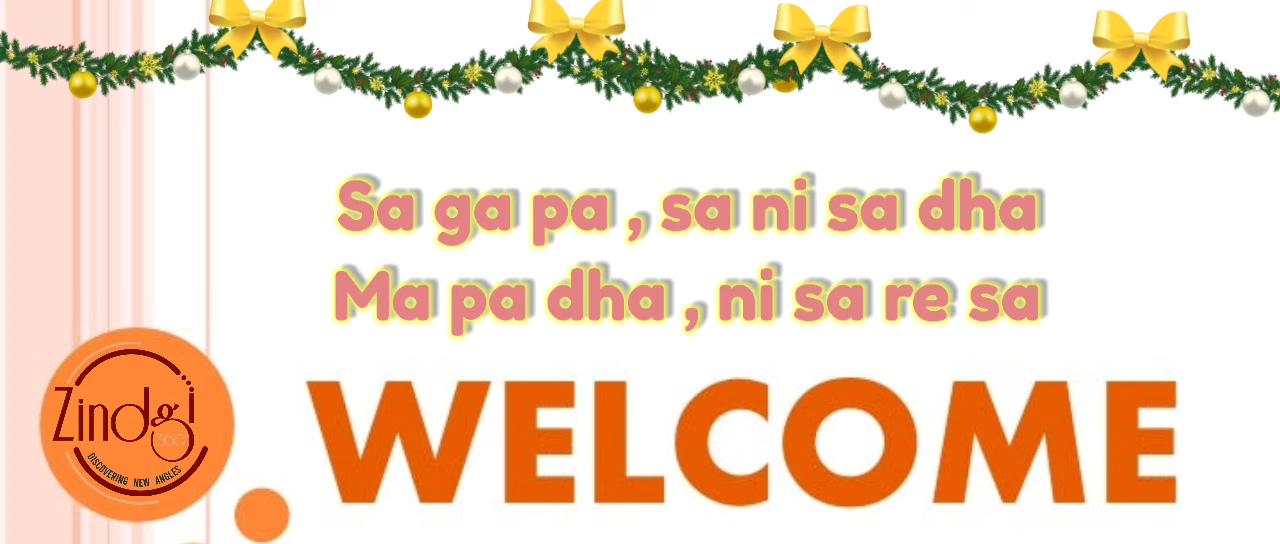 Sa ga pa , sa ni sa dha
Ma pa dha , ni sa re sa
Zindgi
360°
DISCOVERING NEW ANGLES
WELCOME